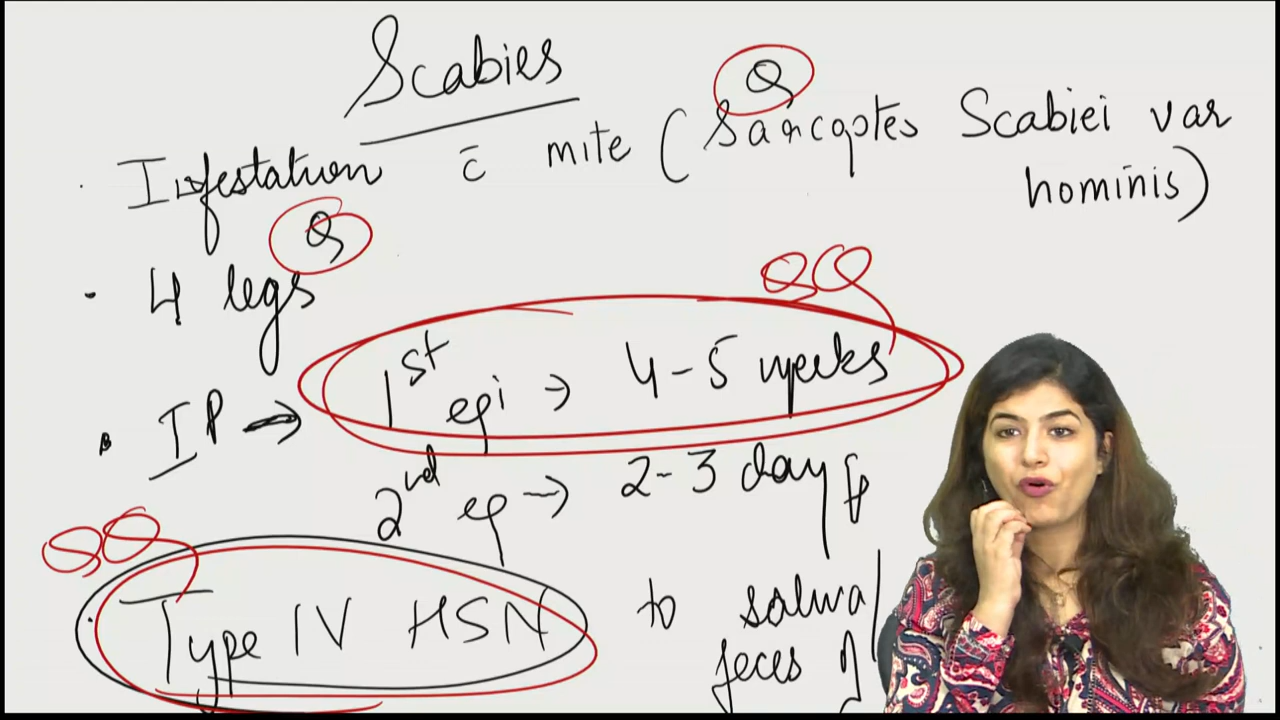 Scabies
Q
· Infestation c̄ mite (Sarcoptes Scabiei var
hominis)
Q
· 4 legs
QQ
· IP → 1st epi → 4-5 weeks
2nd ep → 2-3 days
QQ
· Type IV HSN to saliva/
feces of